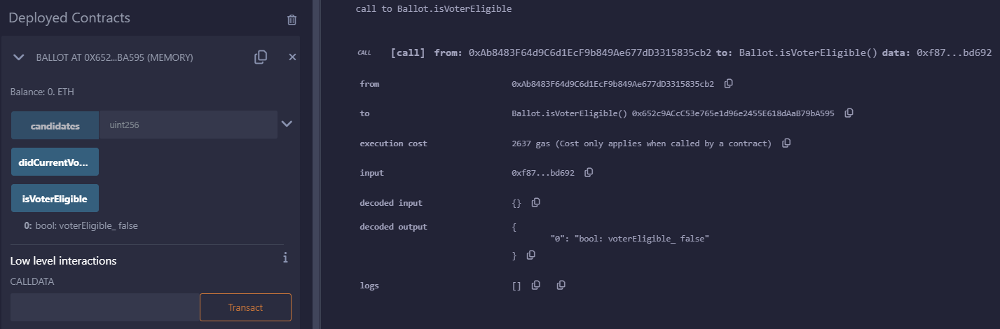 Deployed Contracts
BALLOT AT 0X652...BA595 (MEMORY)
Balance: 0. ETH
candidates uint256
didCurrentVo...
isVoterEligible
0: bool: voterEligible_ false
Low level interactions
CALLDATA
Transact
call to Ballot.isVoterEligible
CALL [call] from: 0xAb8483F64d9C6d1EcF9b849Ae677dD3315835cb2 to: Ballot.isVoterEligible() data: 0xf87...bd692
from 0xAb8483F64d9C6d1EcF9b849Ae677dD3315835cb2
to Ballot.isVoterEligible() 0x652c9ACcC53e765e1d96e2455E618dAaB79bA595
execution cost 2637 gas (Cost only applies when called by a contract)
input 0xf87...bd692
decoded input {}
decoded output {
"0": "bool: voterEligible_ false"
}
logs []